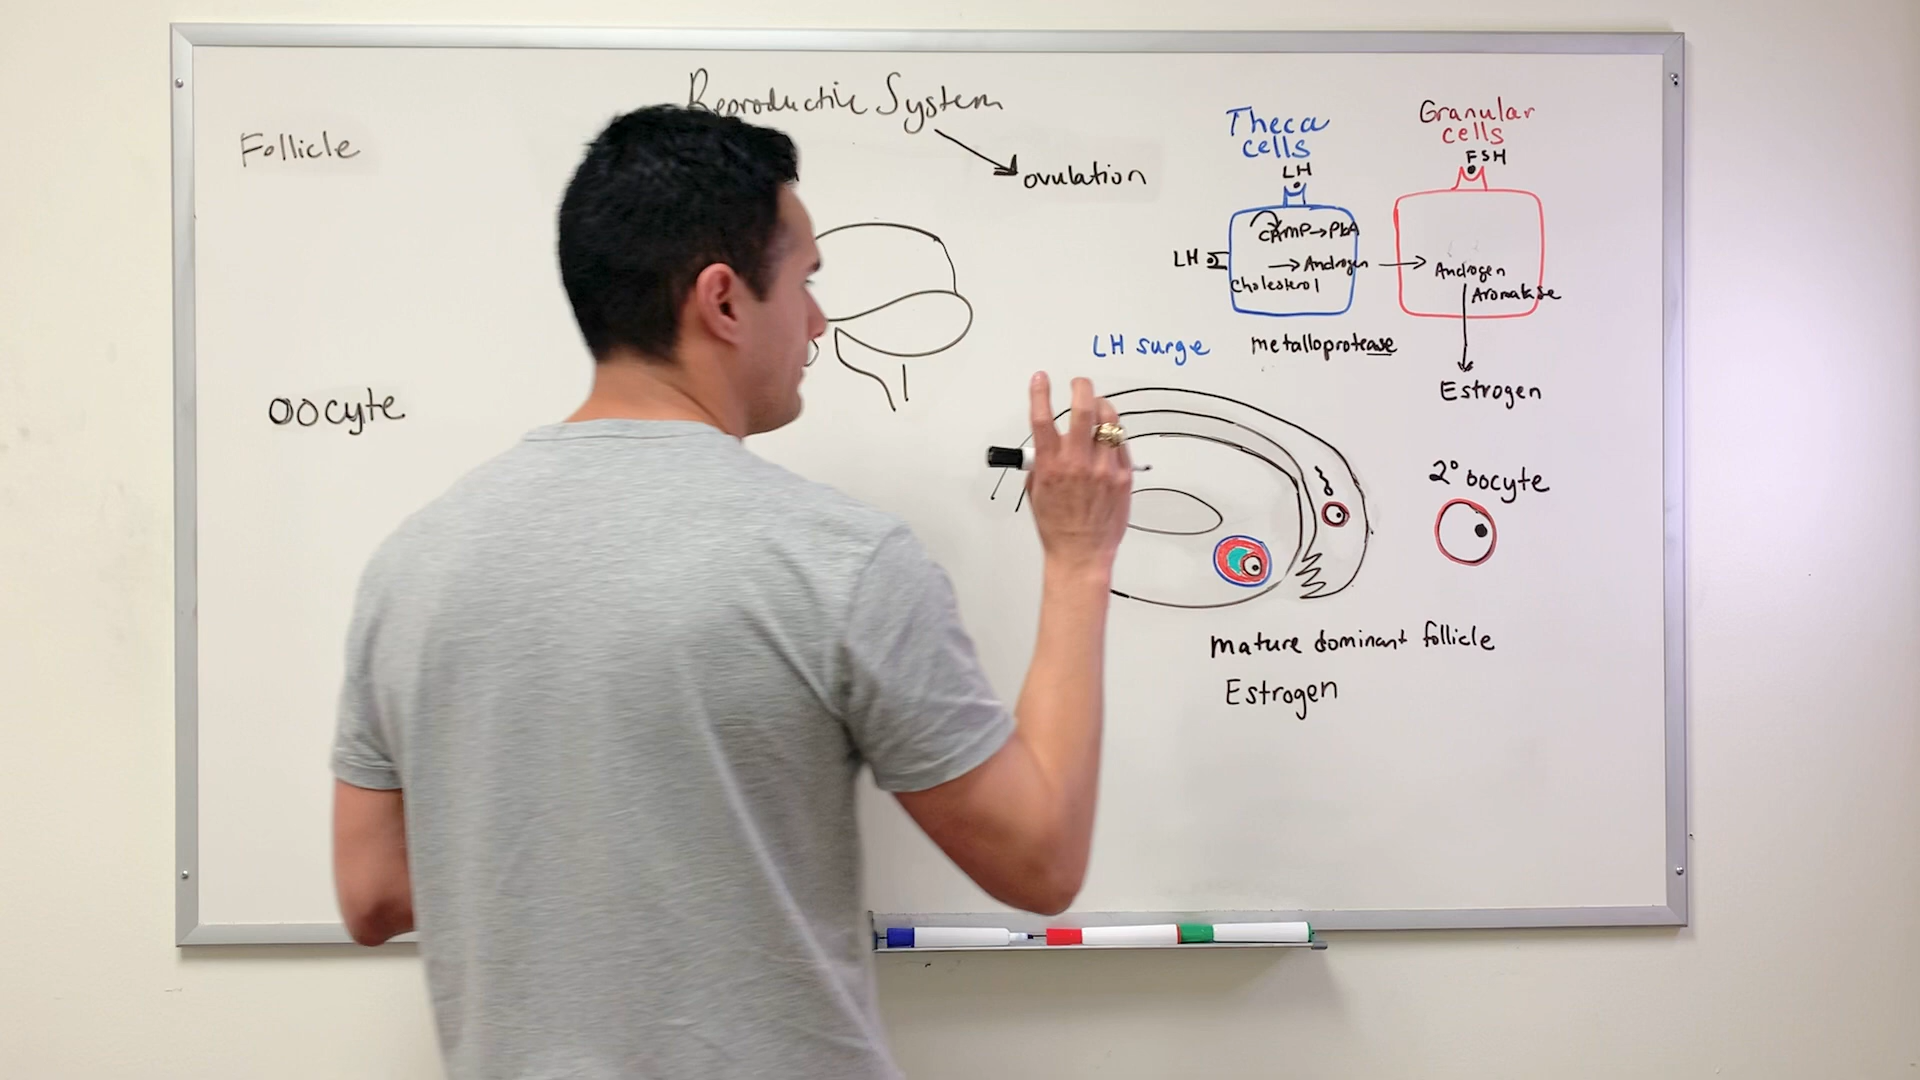 Reproductive System
Follicle
ovulation
oocyte
Theca
cells
LH
Granular
cells
FSH
cAMP→PKA
LH
→Androgen
cholesterol
Androgen
Aromatase
LH surge
metalloprotease
Estrogen
2° oocyte
mature dominant follicle
Estrogen